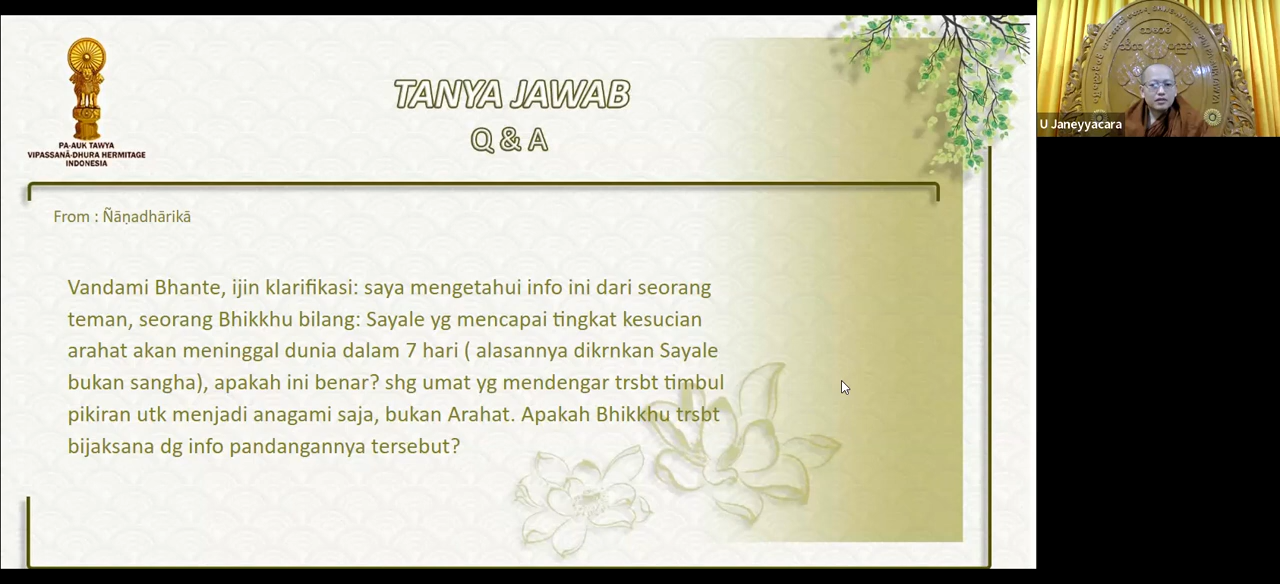 TANYA JAWAB
Q & A
PA-AUK TAWYA
VIPASSANĀ-DHURA HERMITAGE
INDONESIA
From : Ñāṇadhārikā
Vandami Bhante, ijin klarifikasi: saya mengetahui info ini dari seorang
teman, seorang Bhikkhu bilang: Sayale yg mencapai tingkat kesucian
arahat akan meninggal dunia dalam 7 hari ( alasannya dikrnkan Sayale
bukan sangha), apakah ini benar? shg umat yg mendengar trsbt timbul
pikiran utk menjadi anagami saja, bukan Arahat. Apakah Bhikkhu trsbt
bijaksana dg info pandangannya tersebut?
U Janeyyacara